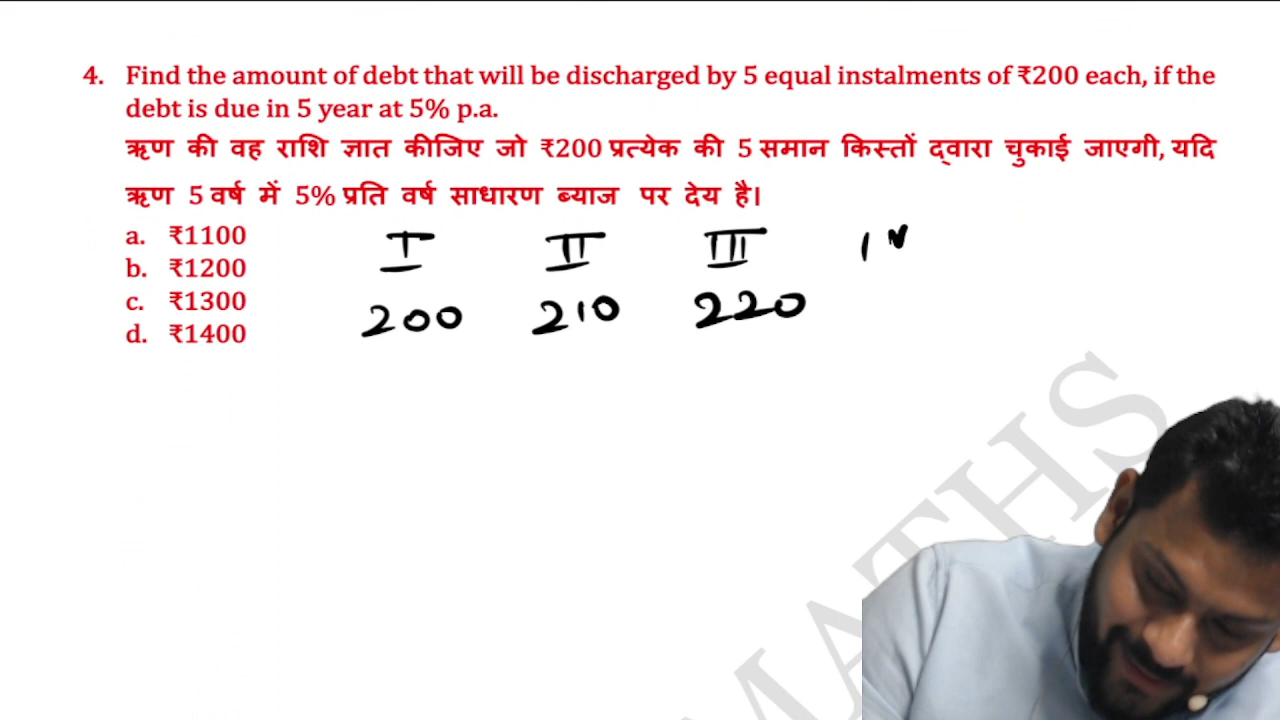 4. Find the amount of debt that will be discharged by 5 equal instalments of ₹200 each, if the
debt is due in 5 year at 5% p.a.
ऋण की वह राशि ज्ञात कीजिए जो ₹200 प्रत्येक की 5 समान किस्तों द्वारा चुकाई जाएगी, यदि
ऋण 5 वर्ष में 5% प्रति वर्ष साधारण ब्याज पर देय है।
a. ₹1100
b. ₹1200
c. ₹1300
d. ₹1400
I II III IV
200 210 220
MATHS